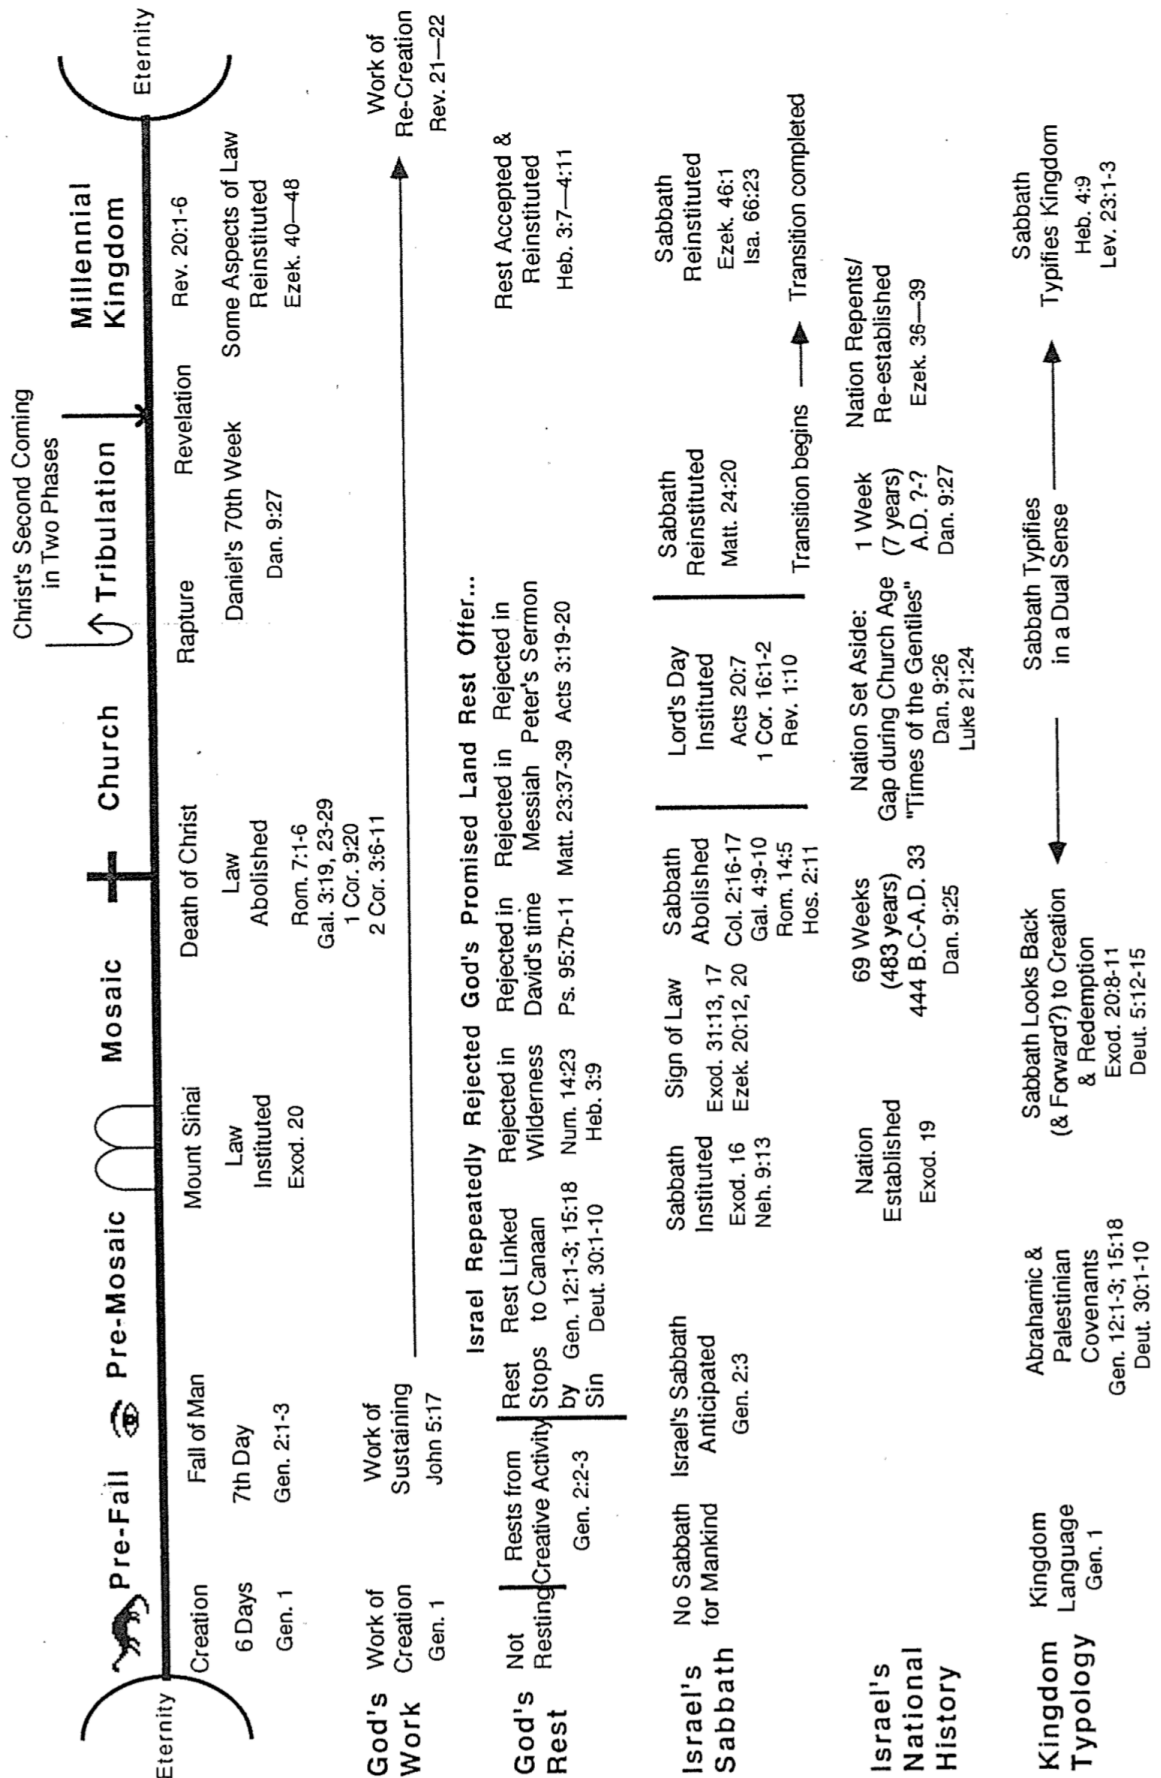 Christ's Second Coming
in Two Phases
Eternity
Pre-Fall
Pre-Mosaic
Mosaic
Church
Tribulation
Millennial
Kingdom
Eternity
Creation
6 Days
Gen. 1
Fall of Man
7th Day
Gen. 2:1-3
Mount Sinai
Law
Instituted
Exod. 20
Death of Christ
Law
Abolished
Rom. 7:1-6
Gal. 3:19, 23-29
1 Cor. 9:20
2 Cor. 3:6-11
Rapture
Daniel's 70th Week
Dan. 9:27
Revelation
Rev. 20:1-6
Some Aspects of Law
Reinstituted
Ezek. 40—48
God's
Work
Work of
Creation
Gen. 1
Work of
Sustaining
John 5:17
Work of
Re-Creation
Rev. 21—22
Israel Repeatedly Rejected God's Promised Land Rest Offer...
God's
Rest
Not
Resting
Rests from
Creative Activity
Gen. 2:2-3
Rest
Stops
by
Sin
Rest Linked
to Canaan
Gen. 12:1-3; 15:18
Deut. 30:1-10
Rejected in
Wilderness
Num. 14:23
Heb. 3:9
Rejected in
David's time
Ps. 95:7b-11
Rejected in
Messiah
Matt. 23:37-39
Rejected in
Peter's Sermon
Acts 3:19-20
Rest Accepted &
Reinstituted
Heb. 3:7—4:11
Israel's
Sabbath
No Sabbath
for Mankind
Israel's Sabbath
Anticipated
Gen. 2:3
Sabbath
Instituted
Exod. 16
Neh. 9:13
Sign of Law
Exod. 31:13, 17
Ezek. 20:12, 20
Sabbath
Abolished
Col. 2:16-17
Gal. 4:9-10
Rom. 14:5
Hos. 2:11
Lord's Day
Instituted
Acts 20:7
1 Cor. 16:1-2
Rev. 1:10
Sabbath
Reinstituted
Matt. 24:20
Sabbath
Reinstituted
Ezek. 46:1
Isa. 66:23
Transition begins
Transition completed
Israel's
National
History
Nation
Established
Exod. 19
69 Weeks
(483 years)
444 B.C-A.D. 33
Dan. 9:25
Nation Set Aside:
Gap during Church Age
"Times of the Gentiles"
Dan. 9:26
Luke 21:24
1 Week
(7 years)
A.D. ?-?
Dan. 9:27
Nation Repents/
Re-established
Ezek. 36—39
Kingdom
Typology
Kingdom
Language
Gen. 1
Abrahamic &
Palestinian
Covenants
Gen. 12:1-3; 15:18
Deut. 30:1-10
Sabbath Looks Back
(& Forward?) to Creation
& Redemption
Exod. 20:8-11
Deut. 5:12-15
Sabbath Typifies
in a Dual Sense
Sabbath
Typifies Kingdom
Heb. 4:9
Lev. 23:1-3